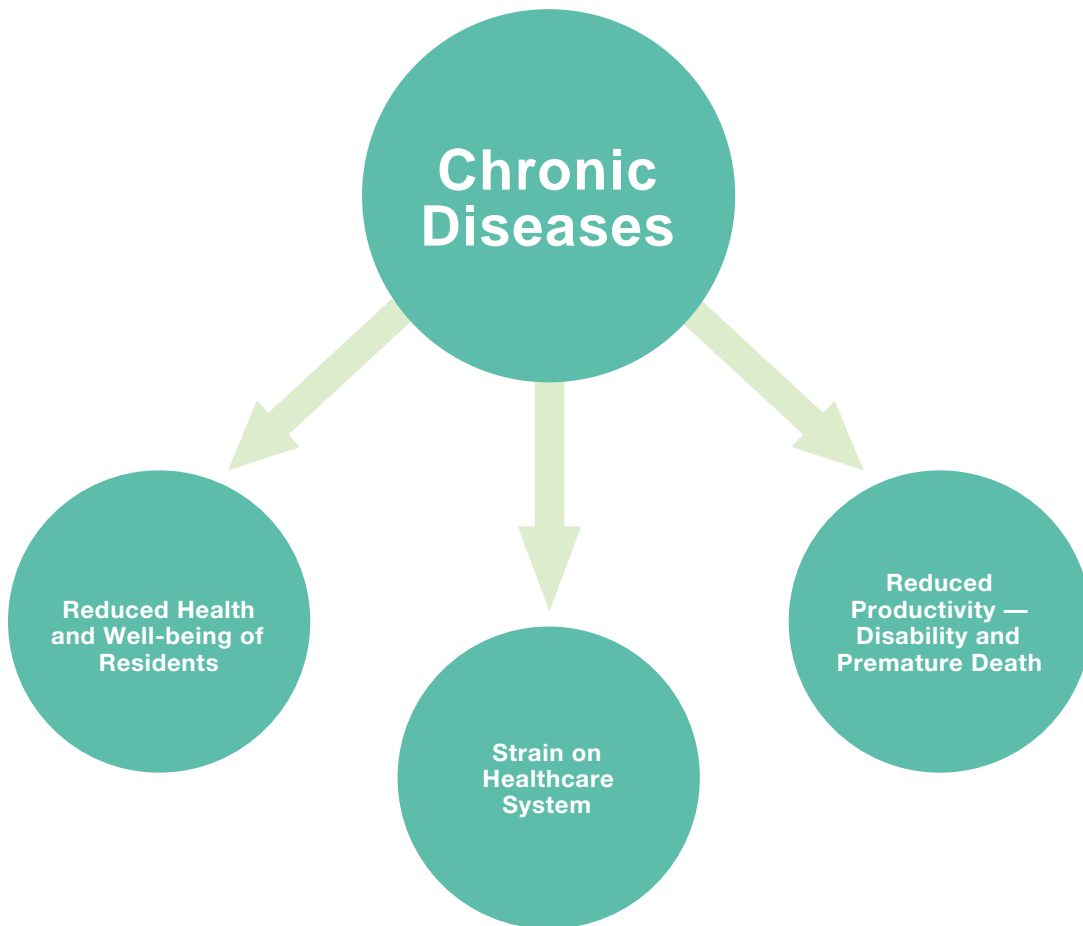 Chronic
Diseases
Reduced Health
and Well-being of
Residents
Strain on
Healthcare
System
Reduced
Productivity —
Disability and
Premature Death